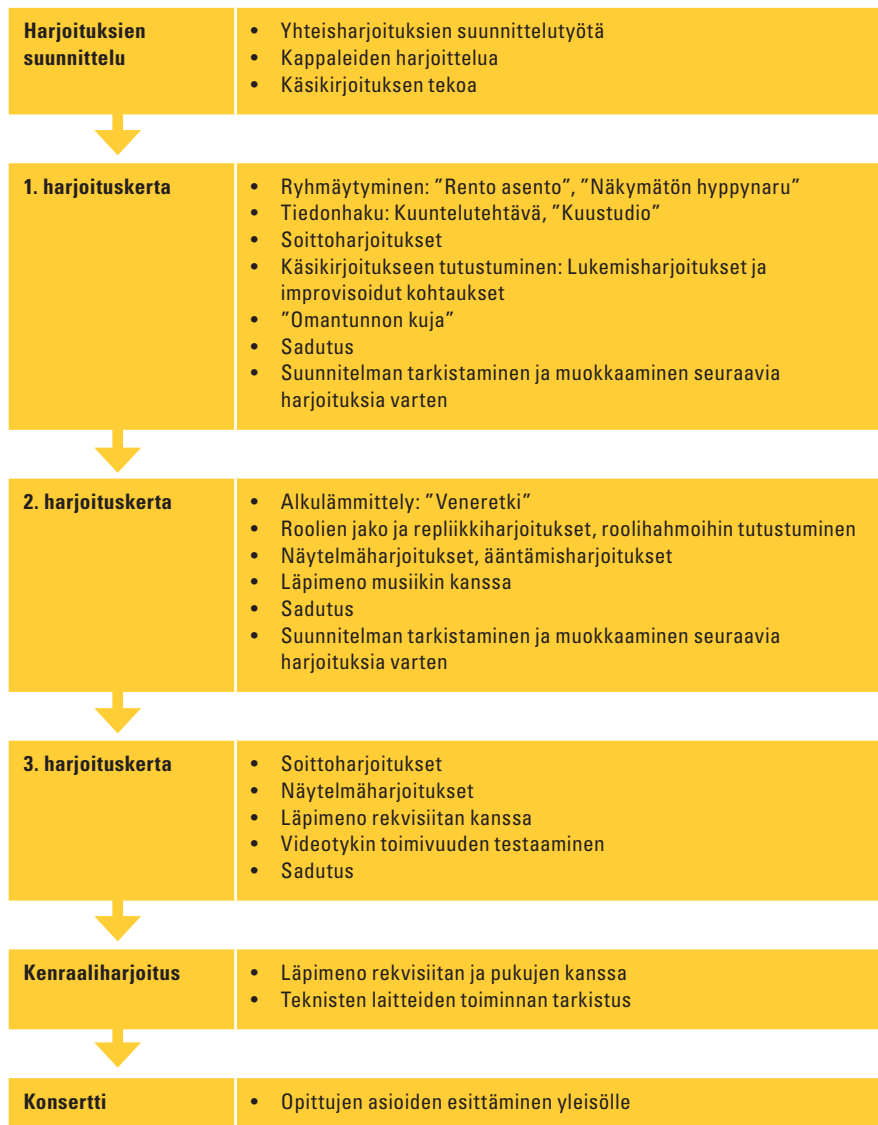 Harjoituksien
suunnittelu
• Yhteisharjoituksien suunnittelutyötä
• Kappaleiden harjoittelua
• Käsikirjoituksen tekoa
1. harjoituskerta
• Ryhmäytyminen: ”Rento asento”, ”Näkymätön hyppynaru”
• Tiedonhaku: Kuuntelutehtävä, ”Kuustudio”
• Soittoharjoitukset
• Käsikirjoitukseen tutustuminen: Lukemisharjoitukset ja
improvisoidut kohtaukset
• ”Omantunnon kuja”
• Sadutus
• Suunnitelman tarkistaminen ja muokkaaminen seuraavia
harjoituksia varten
2. harjoituskerta
• Alkulämmittely: ”Veneretki”
• Roolien jako ja repliikkiharjoitukset, roolihahmoihin tutustuminen
• Näytelmäharjoitukset, ääntämisharjoitukset
• Läpimeno musiikin kanssa
• Sadutus
• Suunnitelman tarkistaminen ja muokkaaminen seuraavia
harjoituksia varten
3. harjoituskerta
• Soittoharjoitukset
• Näytelmäharjoitukset
• Läpimeno rekvisiitan kanssa
• Videotykin toimivuuden testaaminen
• Sadutus
Kenraaliharjoitus
• Läpimeno rekvisiitan ja pukujen kanssa
• Teknisten laitteiden toiminnan tarkistus
Konsertti
• Opittujen asioiden esittäminen yleisölle